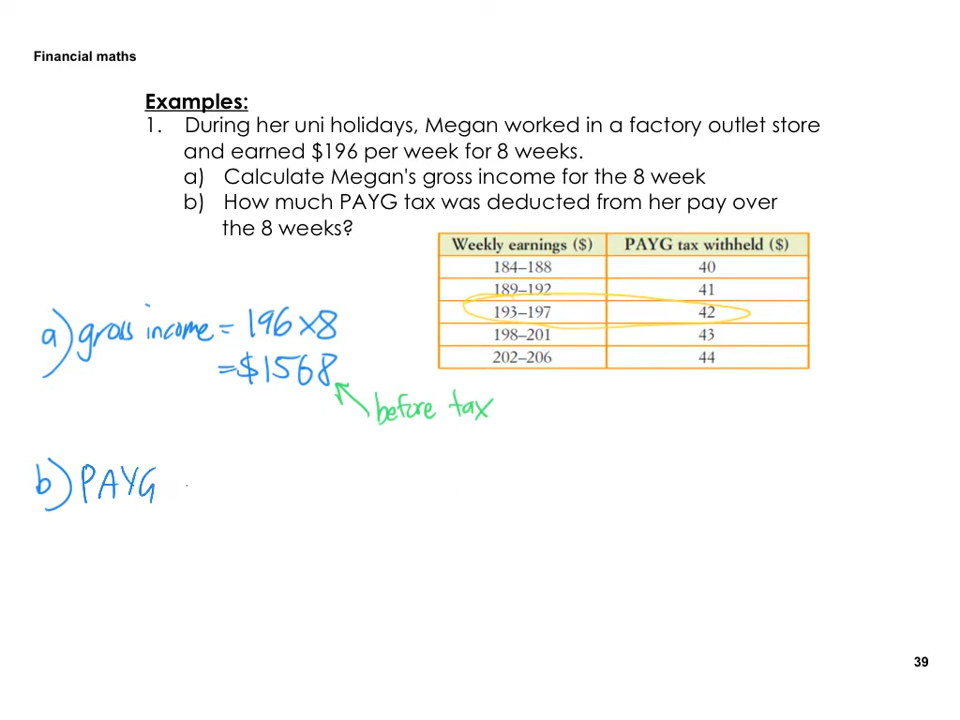 Financial maths
Examples:
1. During her uni holidays, Megan worked in a factory outlet store
and earned $196 per week for 8 weeks.
a) Calculate Megan's gross income for the 8 week
b) How much PAYG tax was deducted from her pay over
the 8 weeks?
Weekly earnings ($) PAYG tax withheld ($)
184–188 40
189–192 41
193–197 42
198–201 43
202–206 44
a) gross income = 196 × 8
= $1568
before tax
b) PAYG
39